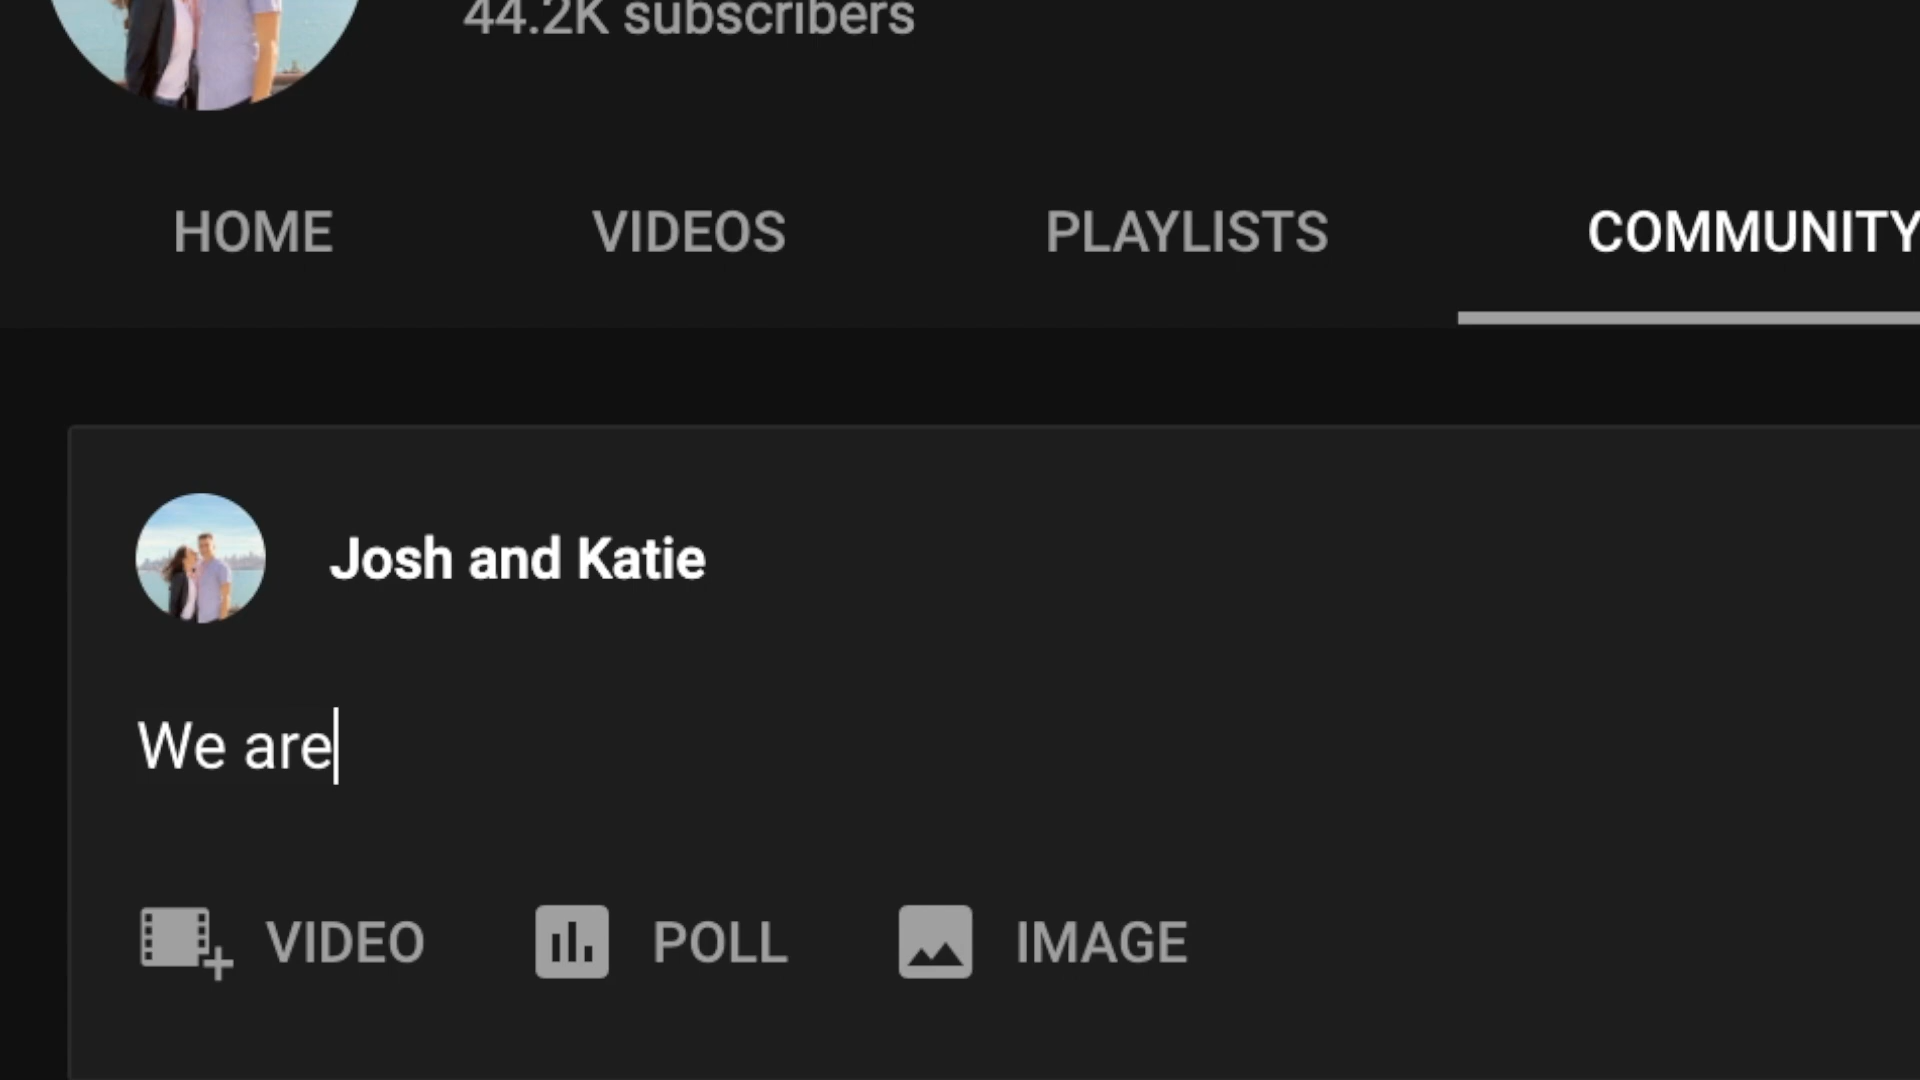 44.2K subscribers
HOME VIDEOS PLAYLISTS COMMUNITY
Josh and Katie
We are
VIDEO POLL IMAGE